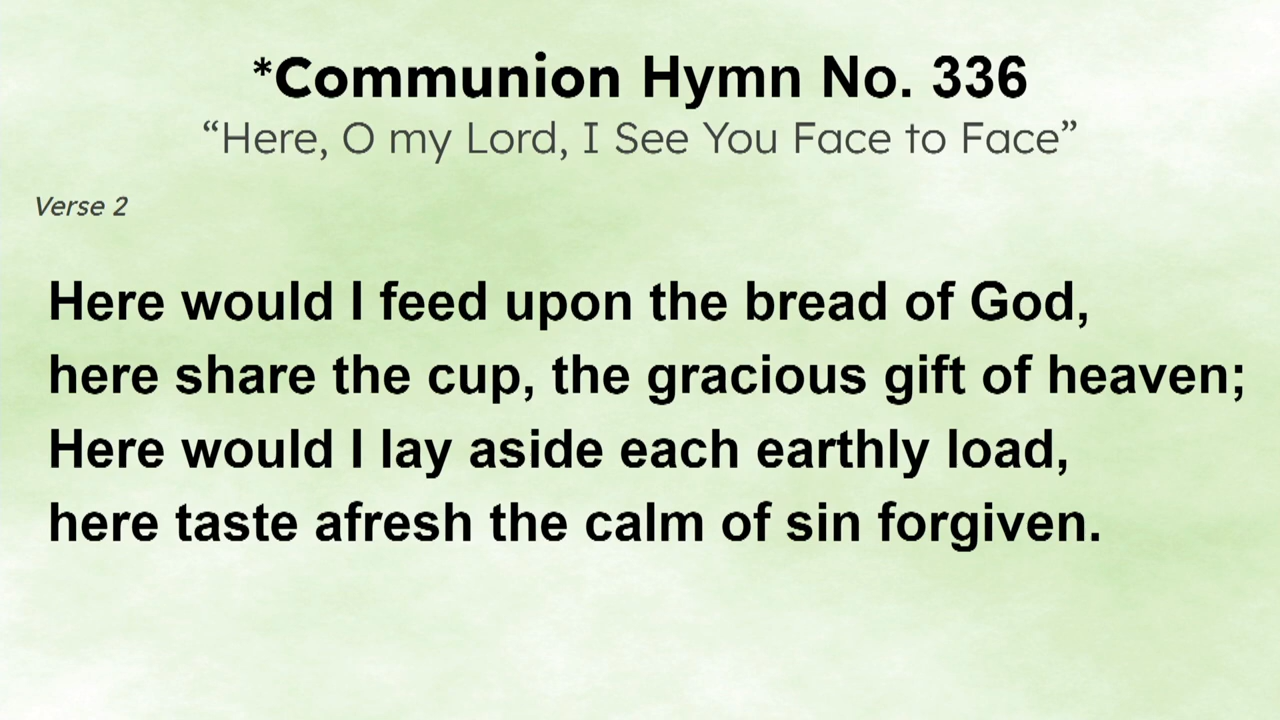 *Communion Hymn No. 336
“Here, O my Lord, I See You Face to Face”
Verse 2
Here would I feed upon the bread of God,
here share the cup, the gracious gift of heaven;
Here would I lay aside each earthly load,
here taste afresh the calm of sin forgiven.